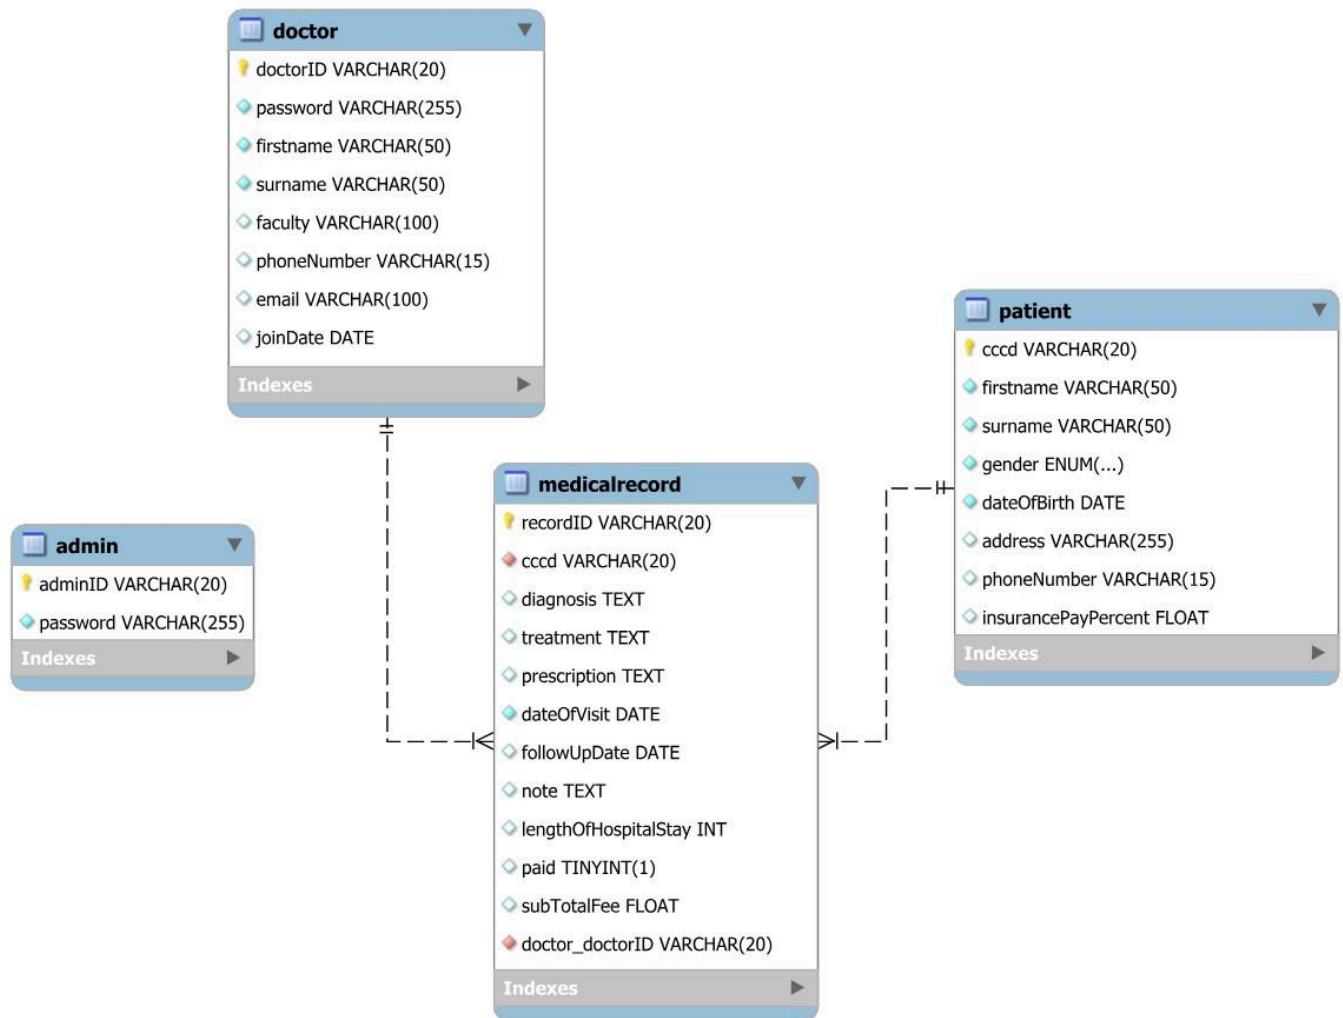 doctor
doctorID VARCHAR(20)
password VARCHAR(255)
firstname VARCHAR(50)
surname VARCHAR(50)
faculty VARCHAR(100)
phoneNumber VARCHAR(15)
email VARCHAR(100)
joinDate DATE
Indexes
admin
adminID VARCHAR(20)
password VARCHAR(255)
Indexes
medicalrecord
recordID VARCHAR(20)
cccd VARCHAR(20)
diagnosis TEXT
treatment TEXT
prescription TEXT
dateOfVisit DATE
followUpDate DATE
note TEXT
lengthOfHospitalStay INT
paid TINYINT(1)
subTotalFee FLOAT
doctor_doctorID VARCHAR(20)
Indexes
patient
cccd VARCHAR(20)
firstname VARCHAR(50)
surname VARCHAR(50)
gender ENUM(...)
dateOfBirth DATE
address VARCHAR(255)
phoneNumber VARCHAR(15)
insurancePayPercent FLOAT
Indexes